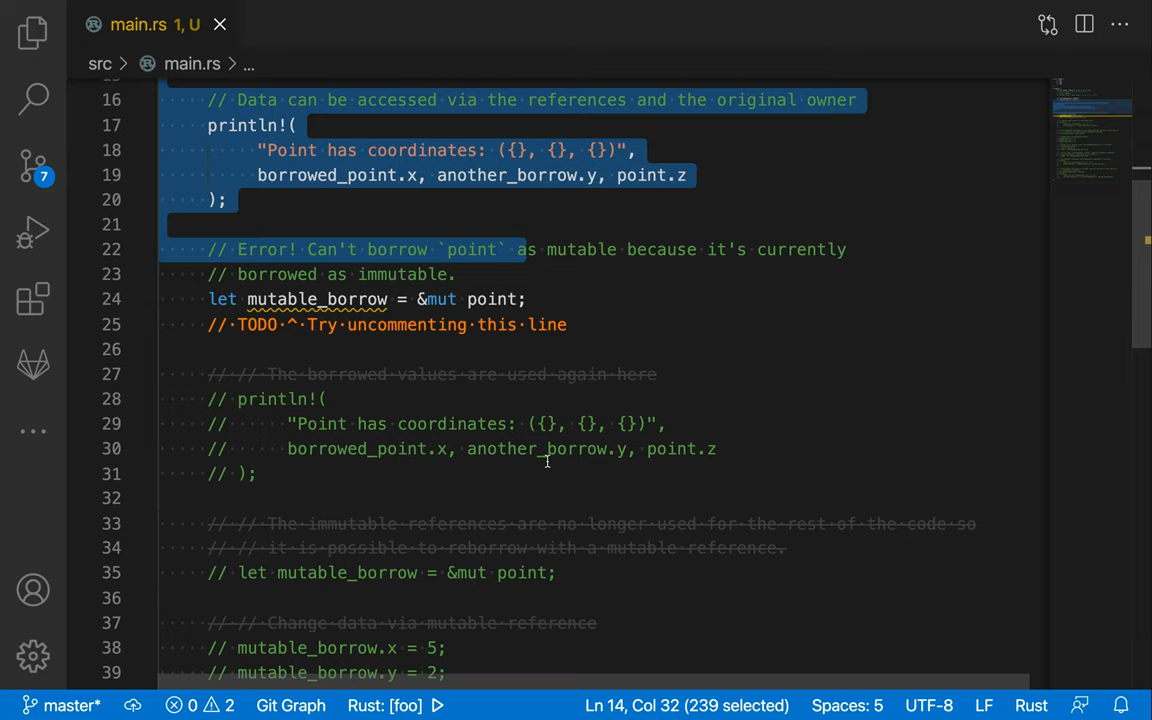 main.rs 1, U
src > main.rs > ...
15
16 // Data can be accessed via the references and the original owner
17 println!(
18 "Point has coordinates: ({}, {}, {})",
19 borrowed_point.x, another_borrow.y, point.z
20 );
21
22 // Error! Can't borrow `point` as mutable because it's currently
23 // borrowed as immutable.
24 let mutable_borrow = &mut point;
25 // TODO ^ Try uncommenting this line
26
27 // // The borrowed values are used again here
28 // println!(
29 // "Point has coordinates: ({}, {}, {})",
30 // borrowed_point.x, another_borrow.y, point.z
31 // );
32
33 // // The immutable references are no longer used for the rest of the code so
34 // // it is possible to reborrow with a mutable reference.
35 // let mutable_borrow = &mut point;
36
37 // // Change data via mutable reference
38 // mutable_borrow.x = 5;
39 // mutable_borrow.y = 2;
7
master* 0 2 Git Graph Rust: [foo] Ln 14, Col 32 (239 selected) Spaces: 5 UTF-8 LF Rust